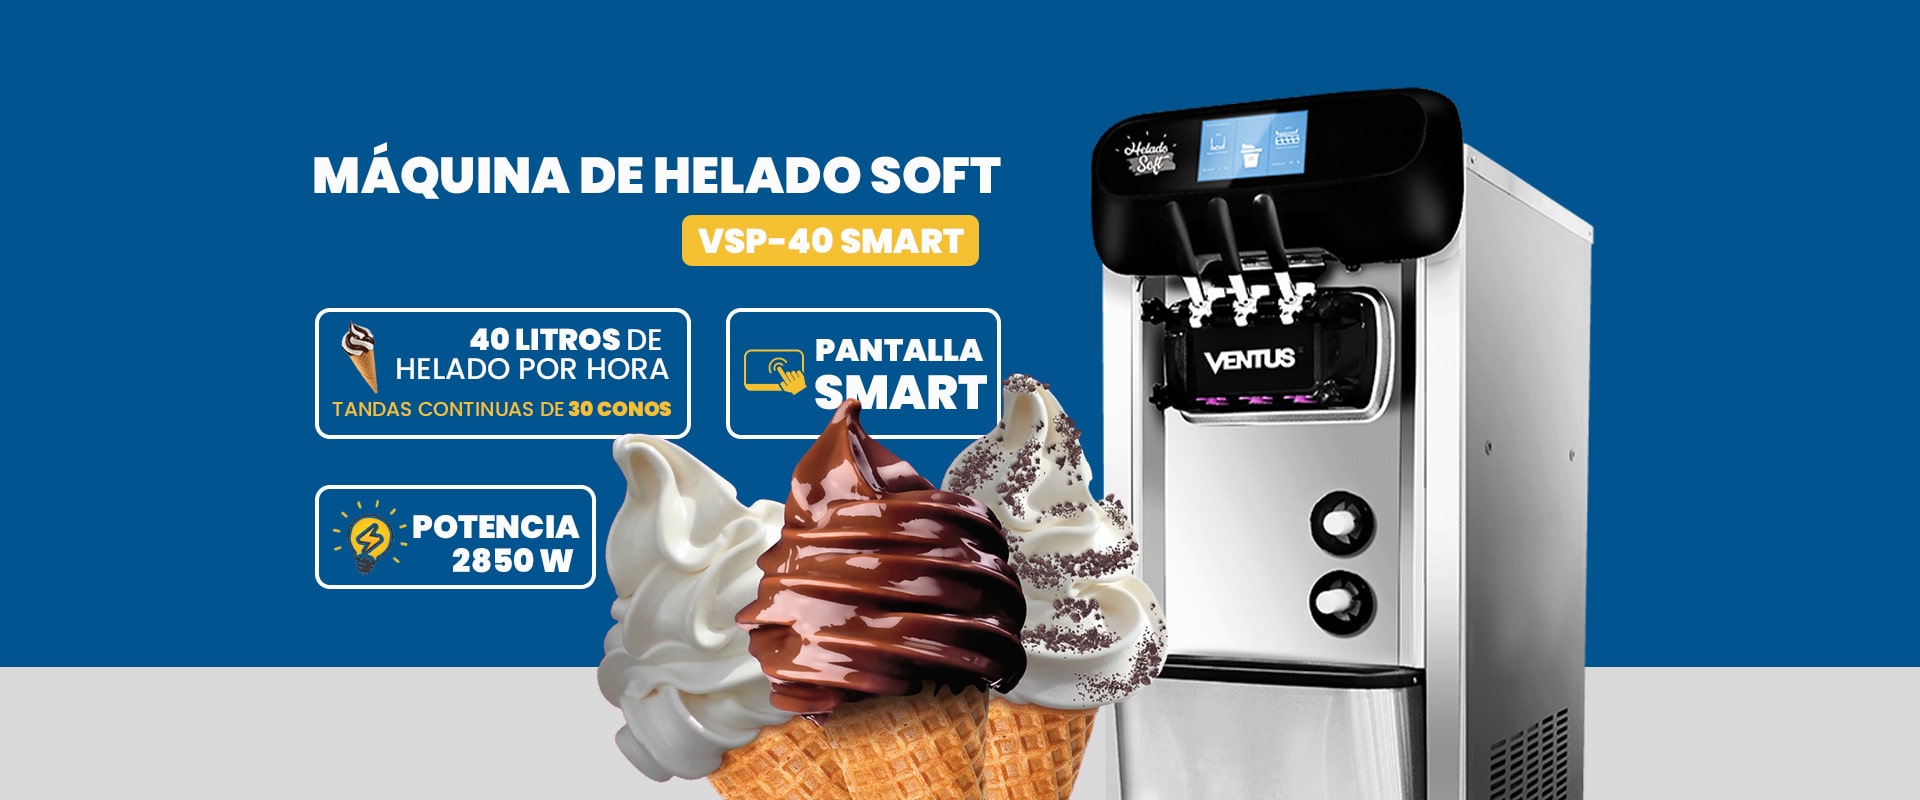 MÁQUINA DE HELADO SOFT
VSP-40 SMART
40 LITROS DE
HELADO POR HORA
TANDAS CONTINUAS DE 30 CONOS
PANTALLA
SMART
POTENCIA
2850 W
Helado
Soft
VENTUS